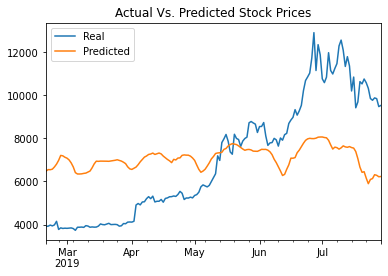 Actual Vs. Predicted Stock Prices
Real
Predicted
12000
10000
8000
6000
4000
Mar
2019
Apr
May
Jun
Jul